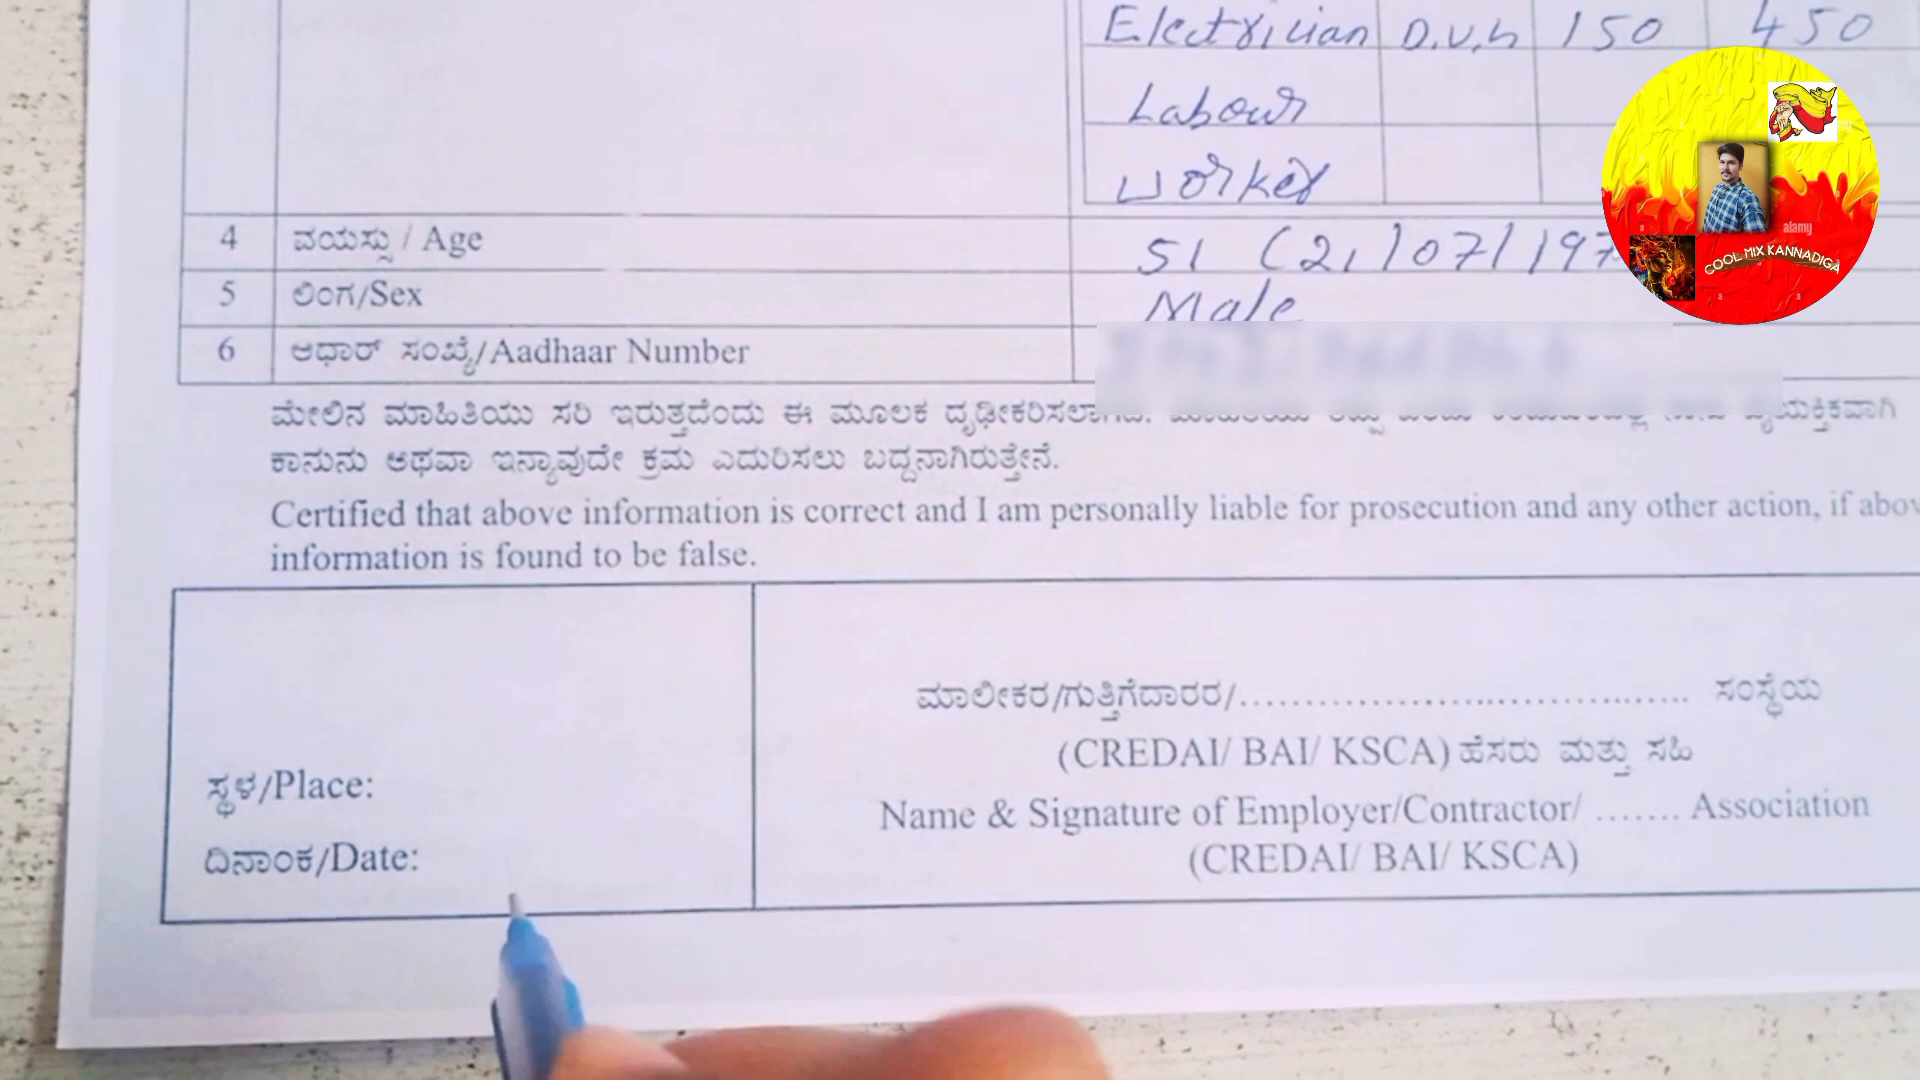 Electrician D.V.h 150 450
Labour
worker
4 ವಯಸ್ಸು / Age 51 (21/07/197
5 ಲಿಂಗ/Sex Male
6 ಆಧಾರ್ ಸಂಖ್ಯೆ/Aadhaar Number
ಮೇಲಿನ ಮಾಹಿತಿಯು ಸರಿ ಇರುತ್ತದೆಂದು ಈ ಮೂಲಕ ದೃಢೀಕರಿಸಲಾಗಿದೆ.
ಕಾನುನು ಅಥವಾ ಇನ್ಯಾವುದೇ ಕ್ರಮ ಎದುರಿಸಲು ಬದ್ದನಾಗಿರುತ್ತೇನೆ.
Certified that above information is correct and I am personally liable for prosecution and any other action, if abov
information is found to be false.
ಮಾಲೀಕರ/ಗುತ್ತಿಗೆದಾರರ/.......................................... ಸಂಸ್ಥೆಯ
(CREDAI/ BAI/ KSCA) ಹೆಸರು ಮತ್ತು ಸಹಿ
Name & Signature of Employer/Contractor/ ....... Association
(CREDAI/ BAI/ KSCA)
ಸ್ಥಳ/Place:
ದಿನಾಂಕ/Date:
alamy
COOL MIX KANNADIGA